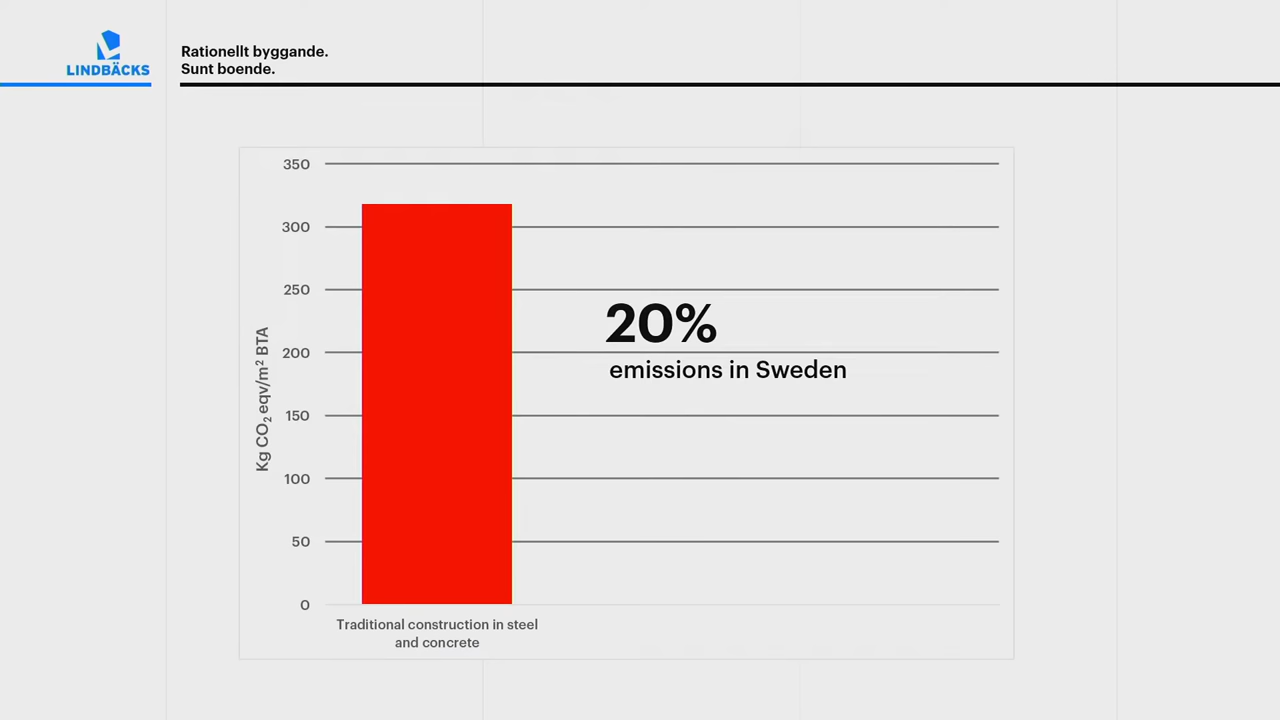 LINDBÄCKS
Rationellt byggande.
Sunt boende.
350
300
250
200
150
100
50
0
Kg CO₂ eqv/m² BTA
20%
emissions in Sweden
Traditional construction in steel
and concrete